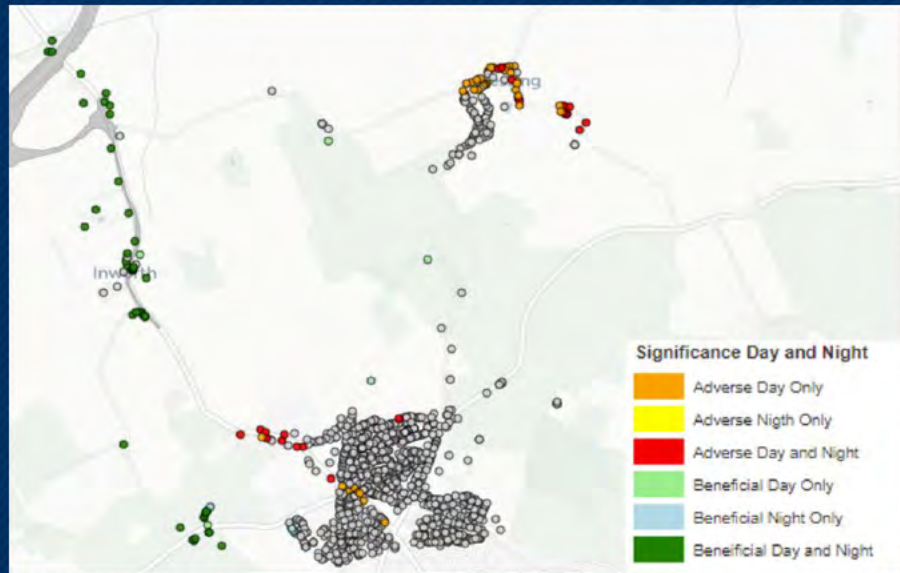 Inworth
Significance Day and Night
Adverse Day Only
Adverse Nigth Only
Adverse Day and Night
Beneficial Day Only
Beneficial Night Only
Beneificial Day and Night